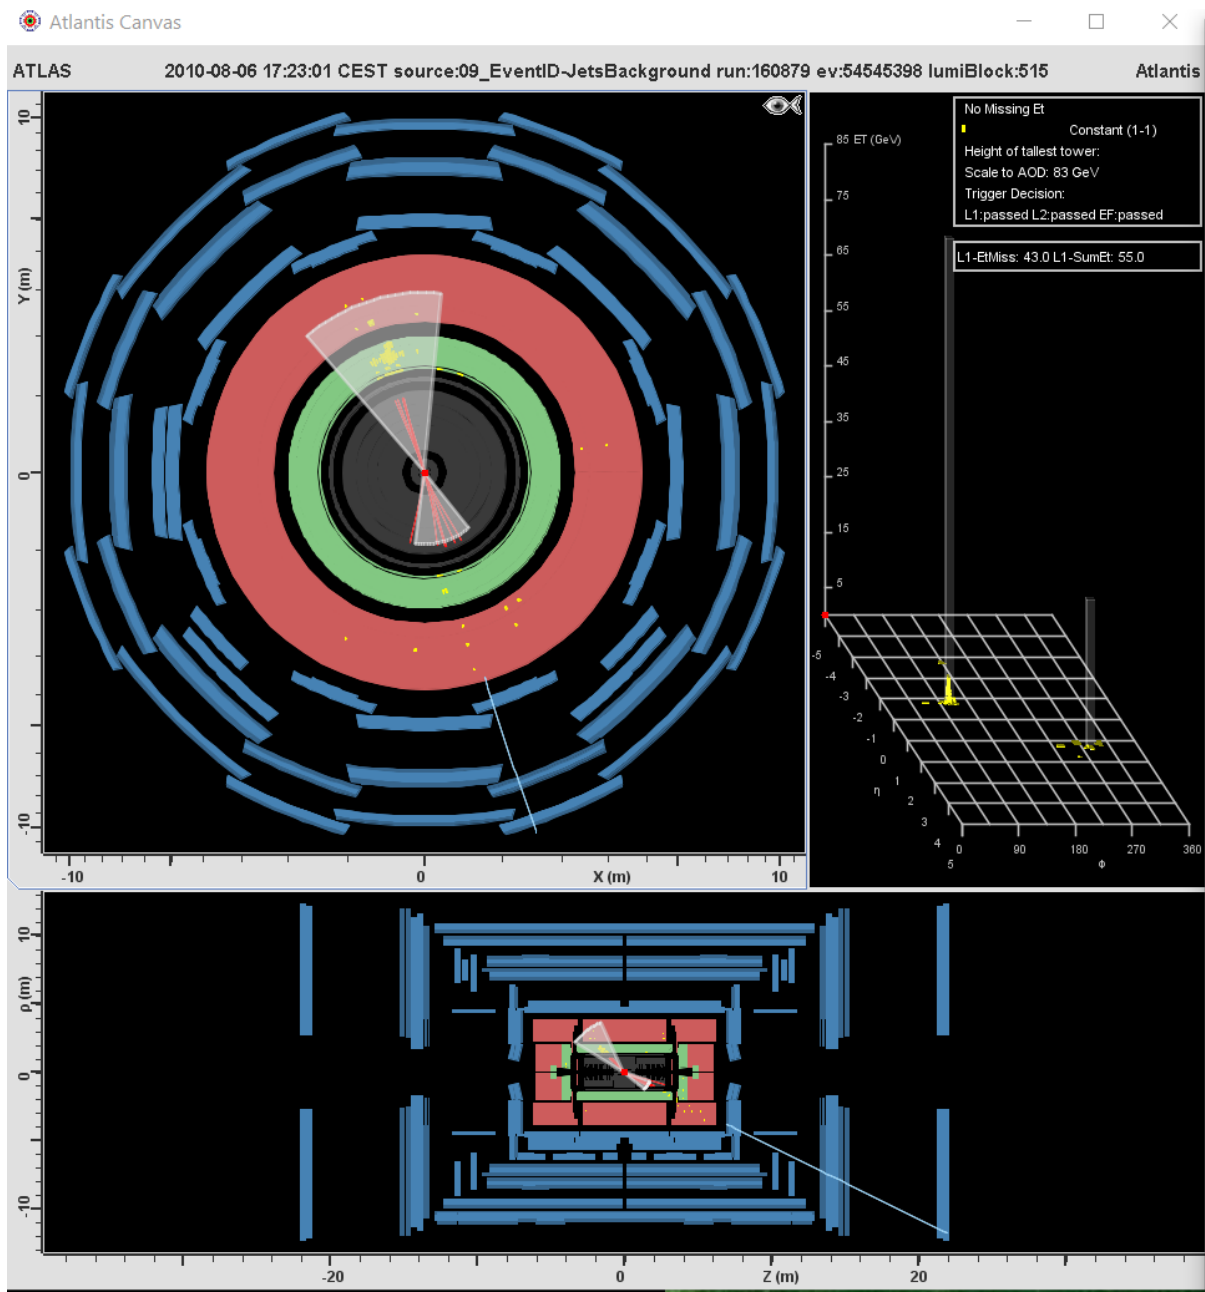 Atlantis Canvas
ATLAS 2010-08-06 17:23:01 CEST source:09_EventID-JetsBackground run:160879 ev:54545398 lumiBlock:515 Atlantis
10
Y (m)
0
-10
-10 0 X (m) 10
85 ET (GeV)
75
65
55
45
35
25
15
5
No Missing Et
Constant (1-1)
Height of tallest tower:
Scale to AOD: 83 GeV
Trigger Decision:
L1:passed L2:passed EF:passed
L1-EtMiss: 43.0 L1-SumEt: 55.0
-5
-4
-3
-2
-1
0
1
2
3
4
5
η
0 90 180 270 360
Φ
10
ρ (m)
0
-10
-20 0 Z (m) 20